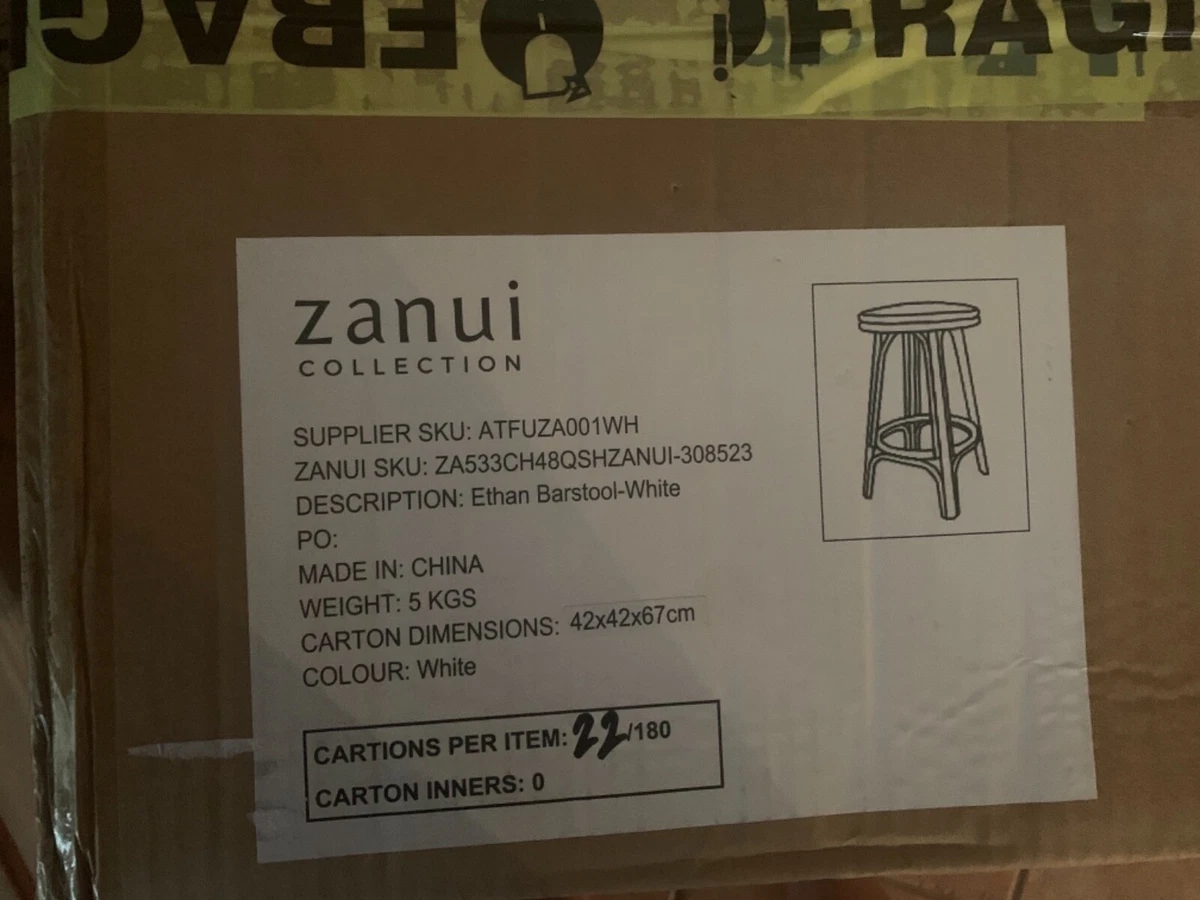 FRAGI
zanui
COLLECTION
SUPPLIER SKU: ATFUZA001WH
ZANUI SKU: ZA533CH48QSHZANUI-308523
DESCRIPTION: Ethan Barstool-White
PO:
MADE IN: CHINA
WEIGHT: 5 KGS
CARTON DIMENSIONS: 42x42x67cm
COLOUR: White
CARTIONS PER ITEM: 22/180
CARTON INNERS: 0